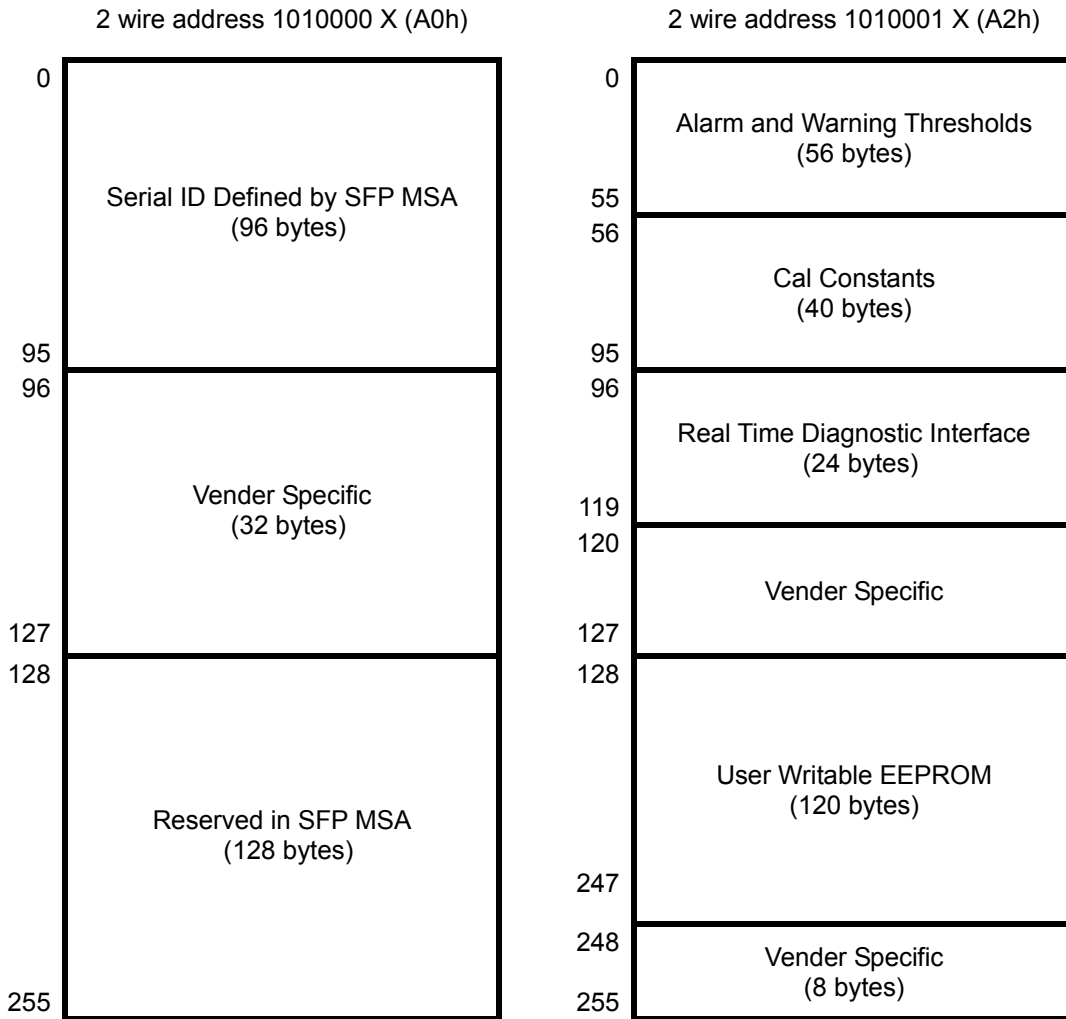 2 wire address 1010000 X (A0h)
0
Serial ID Defined by SFP MSA
(96 bytes)
95
96
Vender Specific
(32 bytes)
127
128
Reserved in SFP MSA
(128 bytes)
255
2 wire address 1010001 X (A2h)
0
Alarm and Warning Thresholds
(56 bytes)
55
56
Cal Constants
(40 bytes)
95
96
Real Time Diagnostic Interface
(24 bytes)
119
120
Vender Specific
127
128
User Writable EEPROM
(120 bytes)
247
248
Vender Specific
(8 bytes)
255